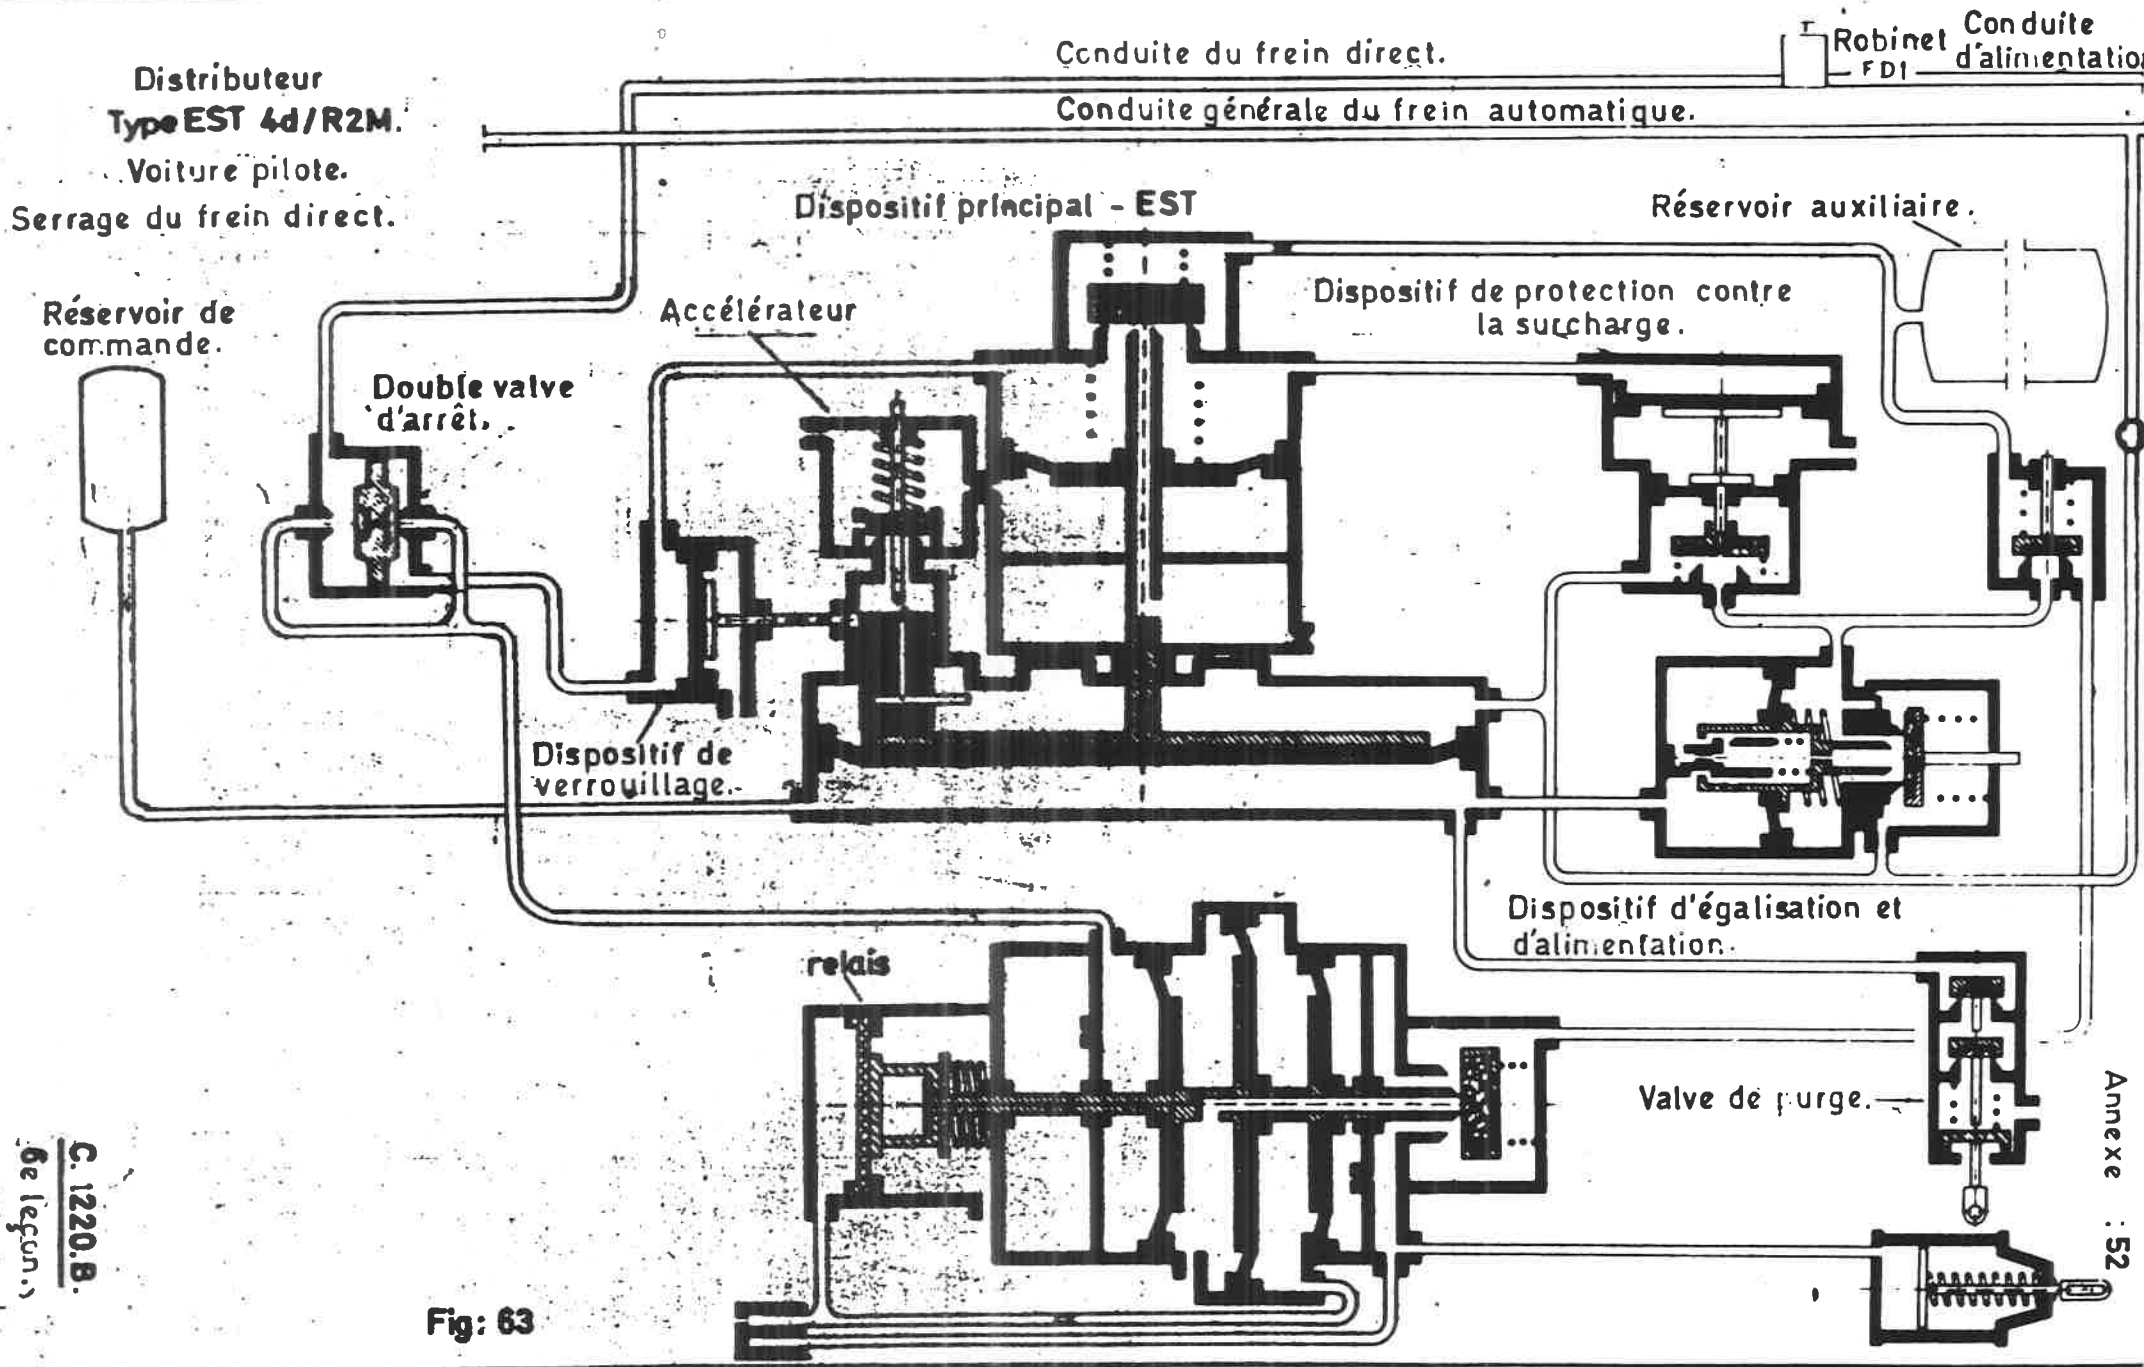 Distributeur
Type EST 4d/R2M.
Voiture pilote.
Serrage du frein direct.
Conduite du frein direct.
Robinet
FD1
Conduite
d'alimentation
Conduite générale du frein automatique.
Dispositif principal - EST
Réservoir auxiliaire.
Réservoir de
commande.
Accélérateur
Dispositif de protection contre
la surcharge.
Double valve
d'arrêt.
Dispositif de
verrouillage.
Dispositif d'égalisation et
d'alimentation.
relais
Valve de purge.
Annexe : 52
C. 1220.B.
6e leçon.
Fig: 63